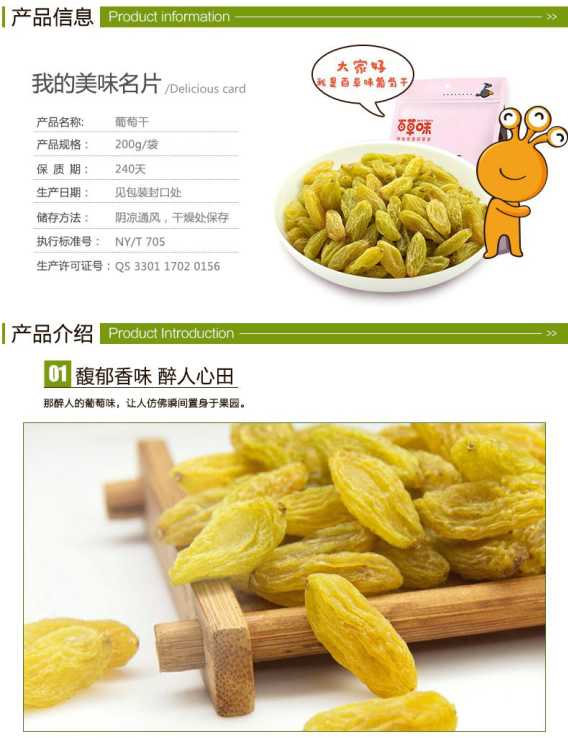 产品信息 Product information >>
我的美味名片 /Delicious card
产品名称: 葡萄干
产品规格: 200g/袋
保 质 期: 240天
生产日期: 见包装封口处
储存方法: 阴凉通风，干燥处保存
执行标准号: NY/T 705
生产许可证号: QS 3301 1702 0156
大家好
我是百草味葡萄干
百草味
产品介绍 Product Introduction >>
01 馥郁香味 醉人心田
那醉人的葡萄味，让人仿佛瞬间置身于果园。